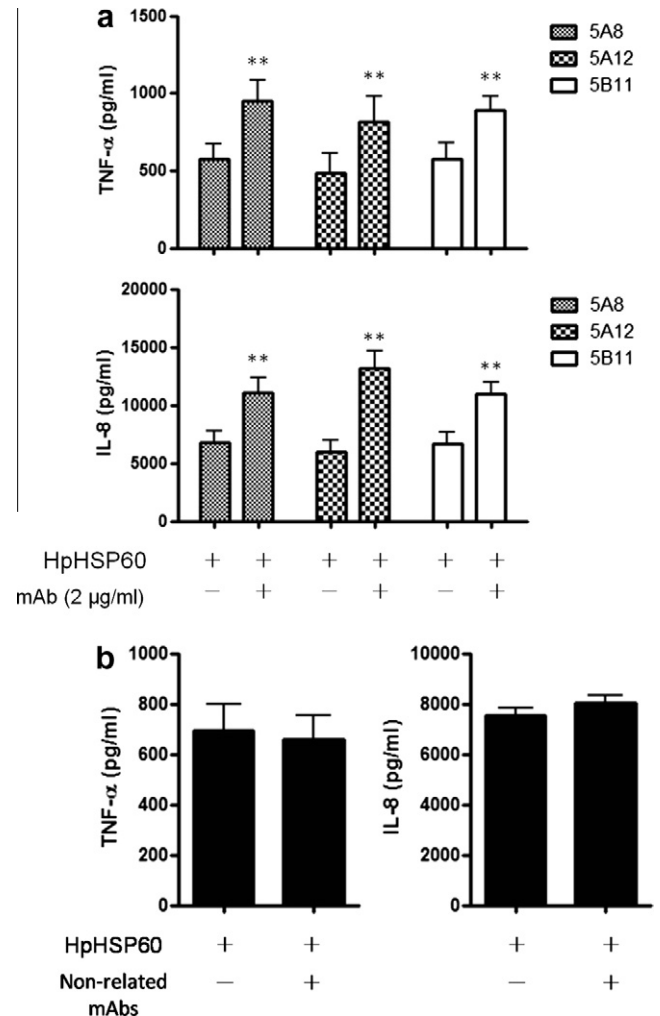 a
TNF-α (pg/ml)
1500
1000
500
0
** ** **
5A8
5A12
5B11
IL-8 (pg/ml)
20000
15000
10000
5000
0
** ** **
5A8
5A12
5B11
HpHSP60 + + + + + +
mAb (2 µg/ml) − + − + − +
b
TNF-α (pg/ml)
1000
800
600
400
200
0
IL-8 (pg/ml)
10000
8000
6000
4000
2000
0
HpHSP60 + + + +
Non-related − + − +
mAbs